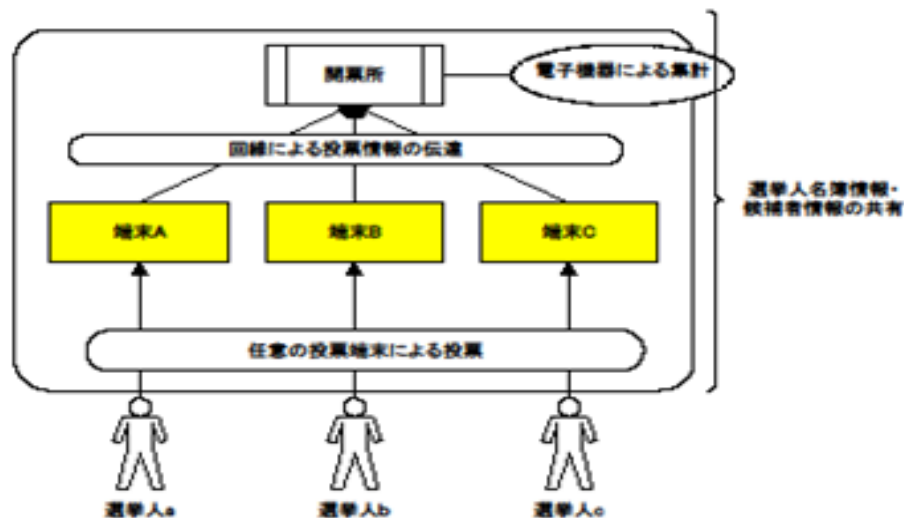 開票所
電子機器による集計
回線による投票情報の伝達
選挙人名簿情報・
候補者情報の共有
端末A
端末B
端末C
任意の投票端末による投票
選挙人a
選挙人b
選挙人c